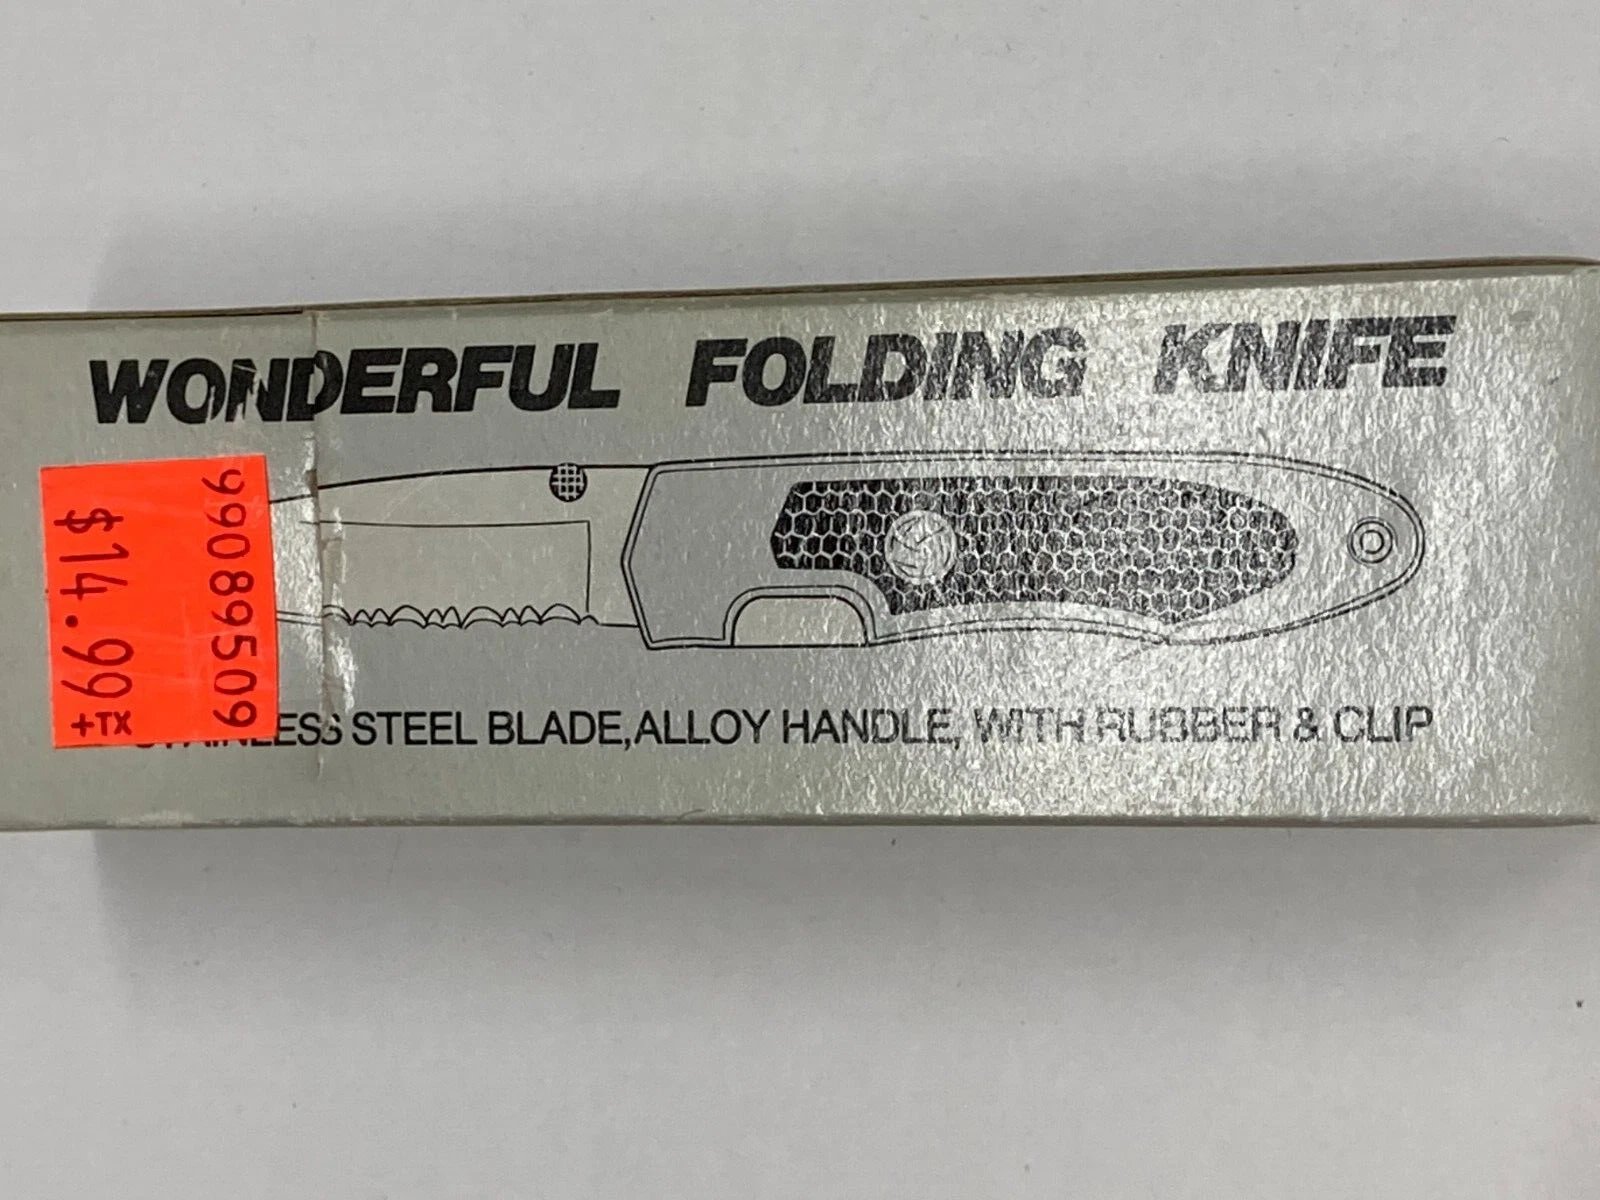 WONDERFUL FOLDING KNIFE
99089509
$14.99
+TX
STAINLESS STEEL BLADE, ALLOY HANDLE, WITH RUBBER & CLIP